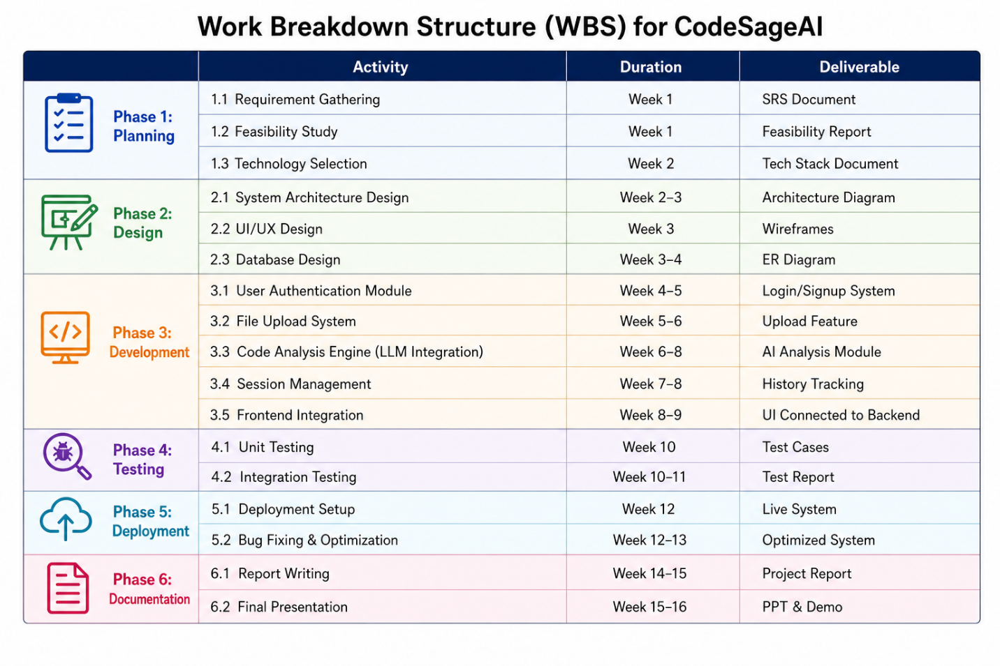 Work Breakdown Structure (WBS) for CodeSageAI
Activity Duration Deliverable
Phase 1:
Planning
1.1 Requirement Gathering Week 1 SRS Document
1.2 Feasibility Study Week 1 Feasibility Report
1.3 Technology Selection Week 2 Tech Stack Document
Phase 2:
Design
2.1 System Architecture Design Week 2–3 Architecture Diagram
2.2 UI/UX Design Week 3 Wireframes
2.3 Database Design Week 3–4 ER Diagram
Phase 3:
Development
3.1 User Authentication Module Week 4–5 Login/Signup System
3.2 File Upload System Week 5–6 Upload Feature
3.3 Code Analysis Engine (LLM Integration) Week 6–8 AI Analysis Module
3.4 Session Management Week 7–8 History Tracking
3.5 Frontend Integration Week 8–9 UI Connected to Backend
Phase 4:
Testing
4.1 Unit Testing Week 10 Test Cases
4.2 Integration Testing Week 10–11 Test Report
Phase 5:
Deployment
5.1 Deployment Setup Week 12 Live System
5.2 Bug Fixing & Optimization Week 12–13 Optimized System
Phase 6:
Documentation
6.1 Report Writing Week 14–15 Project Report
6.2 Final Presentation Week 15–16 PPT & Demo